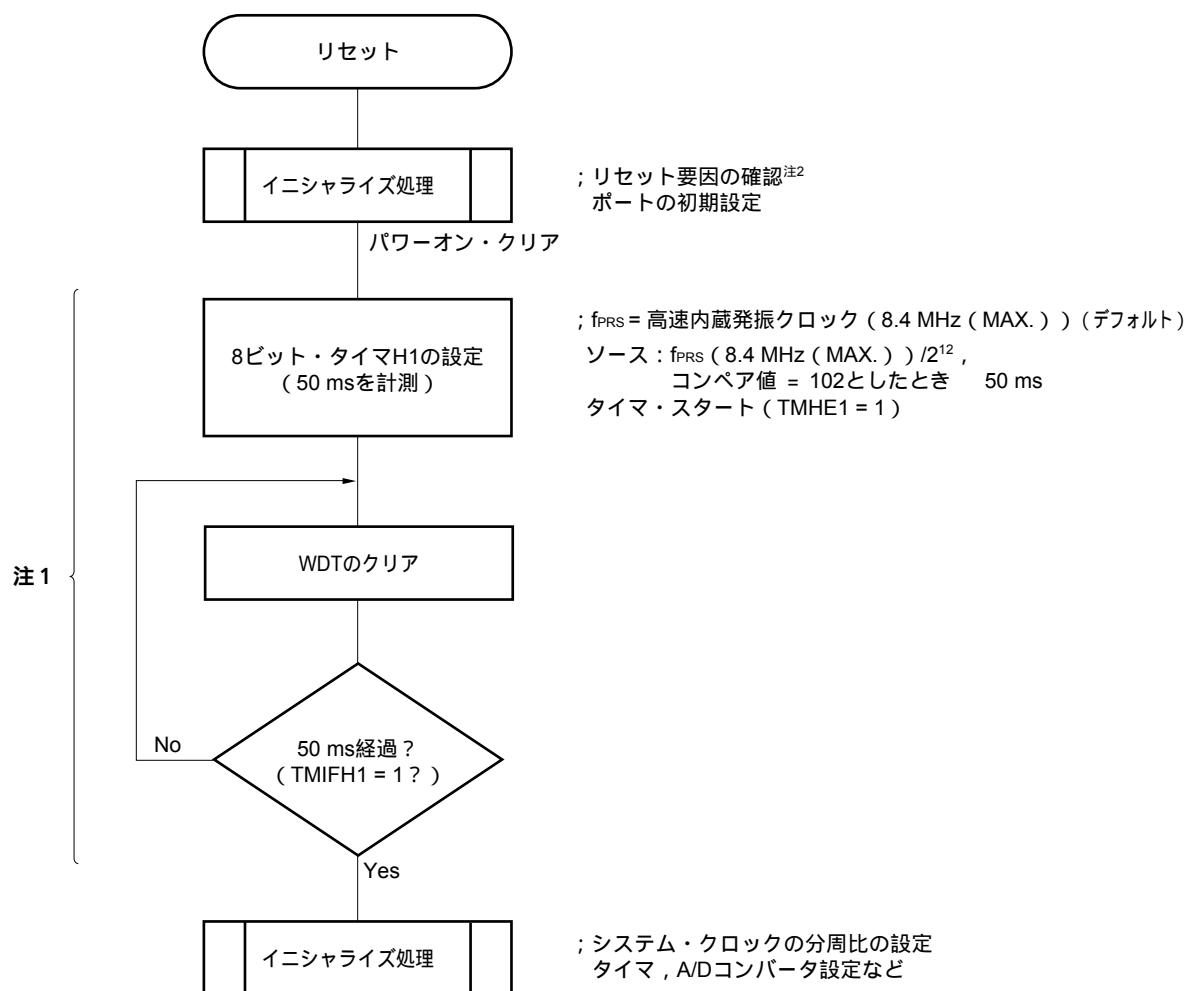 リセット
イニシャライズ処理
;リセット要因の確認注2
ポートの初期設定
パワーオン・クリア
8ビット・タイマH1の設定
(50 msを計測)
;fPRS = 高速内蔵発振クロック(8.4 MHz(MAX.))(デフォルト)
ソース:fPRS(8.4 MHz(MAX.))/2¹²,
コンペア値 = 102としたとき 50 ms
タイマ・スタート(TMHE1 = 1)
注1
WDTのクリア
50 ms経過?
(TMIFH1 = 1?)
No
Yes
イニシャライズ処理
;システム・クロックの分周比の設定
タイマ,A/Dコンバータ設定など